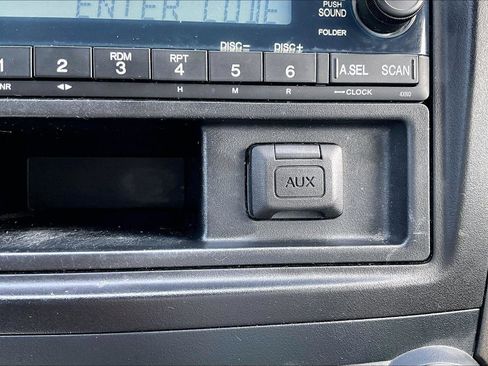 ENTER CODE
PUSH
SOUND
FOLDER
DISC- DISC+
1 2 RDM 3 RPT 4 5 6 A.SEL SCAN
H M R CLOCK
AUX